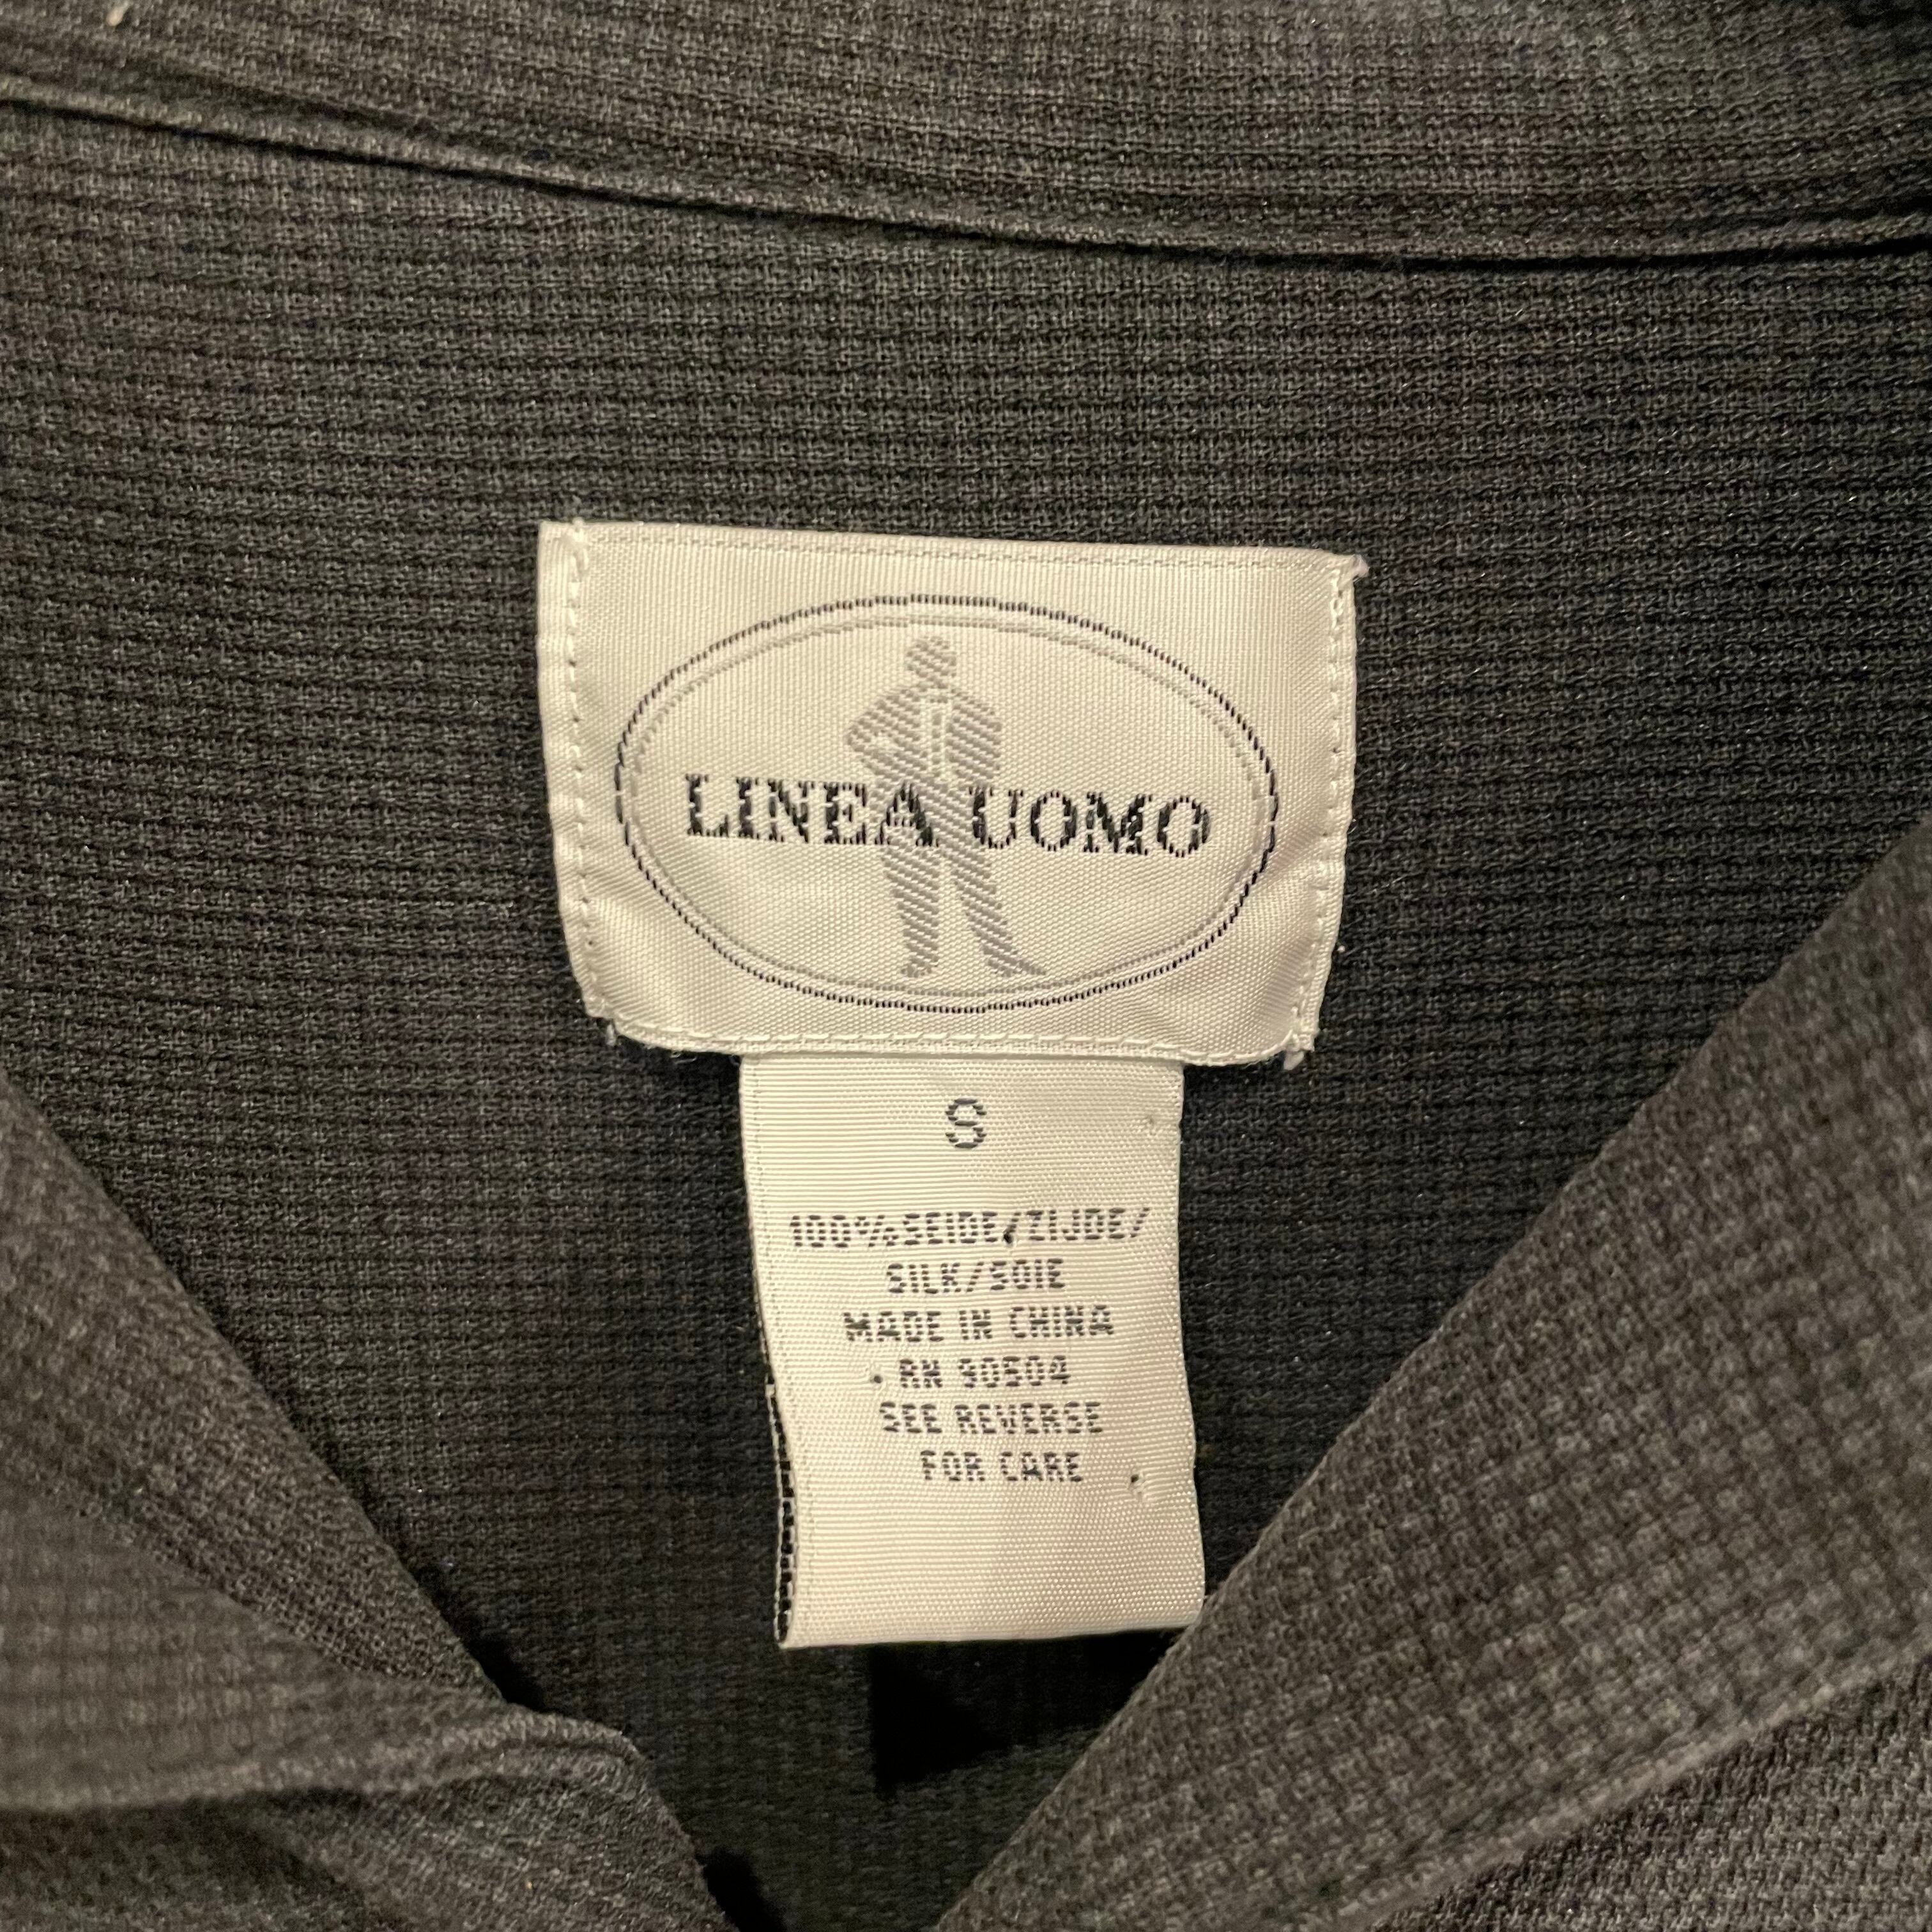 LINEA UOMO
S
100%SEIDE/ZIJDE/
SILK/SOIE
MADE IN CHINA
RN 90504
SEE REVERSE
FOR CARE